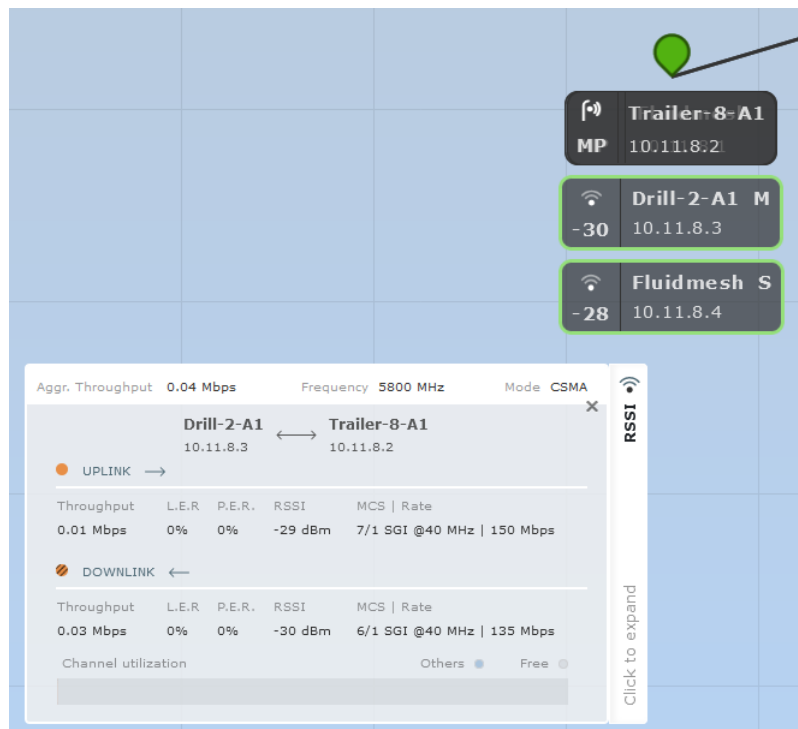 Trailer-8-A1
MP 10.11.8.2
Drill-2-A1 M
-30 10.11.8.3
Fluidmesh S
-28 10.11.8.4
Aggr. Throughput 0.04 Mbps Frequency 5800 MHz Mode CSMA
Drill-2-A1 ⟷ Trailer-8-A1
10.11.8.3 10.11.8.2
UPLINK →
Throughput L.E.R P.E.R. RSSI MCS | Rate
0.01 Mbps 0% 0% -29 dBm 7/1 SGI @40 MHz | 150 Mbps
DOWNLINK ←
Throughput L.E.R P.E.R. RSSI MCS | Rate
0.03 Mbps 0% 0% -30 dBm 6/1 SGI @40 MHz | 135 Mbps
Channel utilization Others Free
RSSI
Click to expand